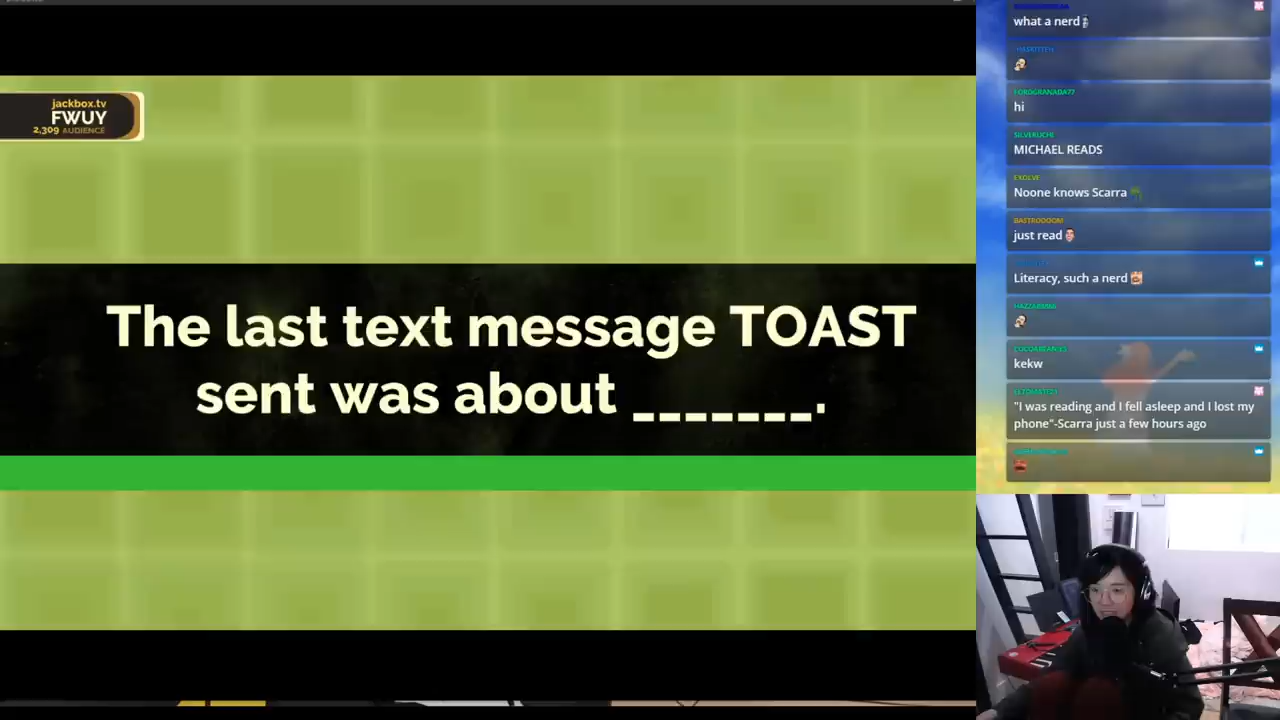 jackbox.tv
FWUY
2,309 AUDIENCE
The last text message TOAST
sent was about _______.
what a nerd
hi
SILVERUCHI
MICHAEL READS
EXOLVE
Noone knows Scarra
just read
Literacy, such a nerd
kekw
"I was reading and I fell asleep and I lost my
phone"-Scarra just a few hours ago